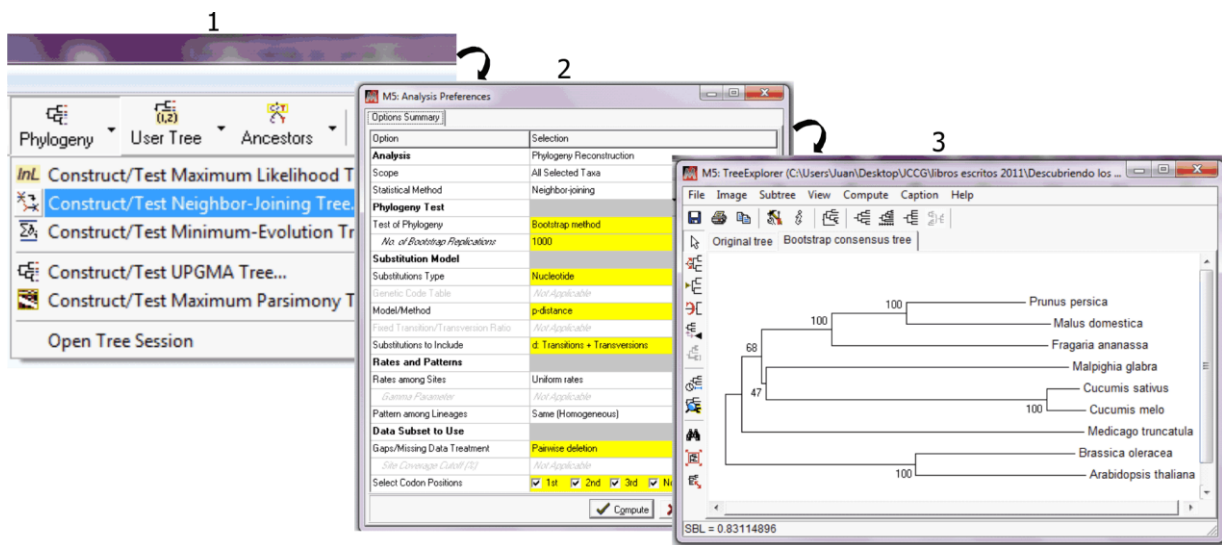 1
Phylogeny
User Tree
Ancestors
Construct/Test Maximum Likelihood T
Construct/Test Neighbor-Joining Tree.
Construct/Test Minimum-Evolution Tr
Construct/Test UPGMA Tree...
Construct/Test Maximum Parsimony T
Open Tree Session
2
M5: Analysis Preferences
Options Summary
Option Selection
Analysis Phylogeny Reconstruction
Scope All Selected Taxa
Statistical Method Neighbor-joining
Phylogeny Test
Test of Phylogeny Bootstrap method
No. of Bootstrap Replications 1000
Substitution Model
Substitutions Type Nucleotide
Genetic Code Table Not Applicable
Model/Method p-distance
Fixed Transition/Transversion Ratio Not Applicable
Substitutions to Include d: Transitions + Transversions
Rates and Patterns
Rates among Sites Uniform rates
Gamma Parameter Not Applicable
Pattern among Lineages Same (Homogeneous)
Data Subset to Use
Gaps/Missing Data Treatment Pairwise deletion
Site Coverage Cutoff (%) Not Applicable
Select Codon Positions 1st 2nd 3rd
Compute
3
M5: TreeExplorer (C:\Users\Juan\Desktop\JCCG\libros escritos 2011\Descubriendo los ...
File Image Subtree View Compute Caption Help
Original tree Bootstrap consensus tree
100 Prunus persica
100 Malus domestica
Fragaria ananassa
68
Malpighia glabra
47 Cucumis sativus
100 Cucumis melo
Medicago truncatula
Brassica oleracea
100 Arabidopsis thaliana
SBL = 0.83114896